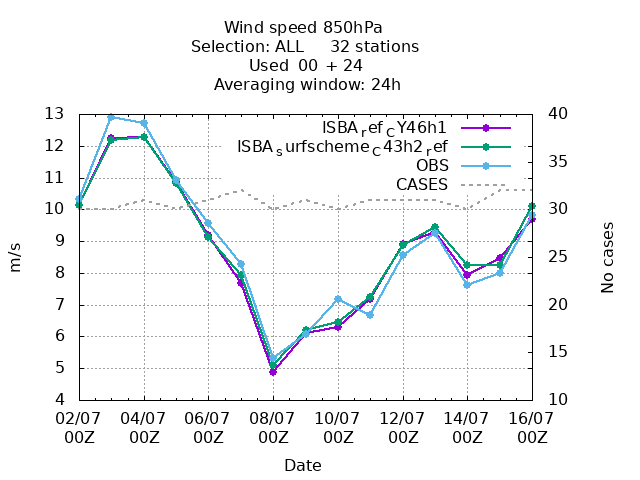 Wind speed 850hPa
Selection: ALL 32 stations
Used 00 + 24
Averaging window: 24h
13 40
ISBA_ref_CY46h1
ISBA_surfscheme_C43h2_ref
OBS
CASES
12
11
10
9
8
7
6
5
4
35
30
25
20
15
10
m/s
No cases
02/07 04/07 06/07 08/07 10/07 12/07 14/07 16/07
00Z 00Z 00Z 00Z 00Z 00Z 00Z 00Z
Date